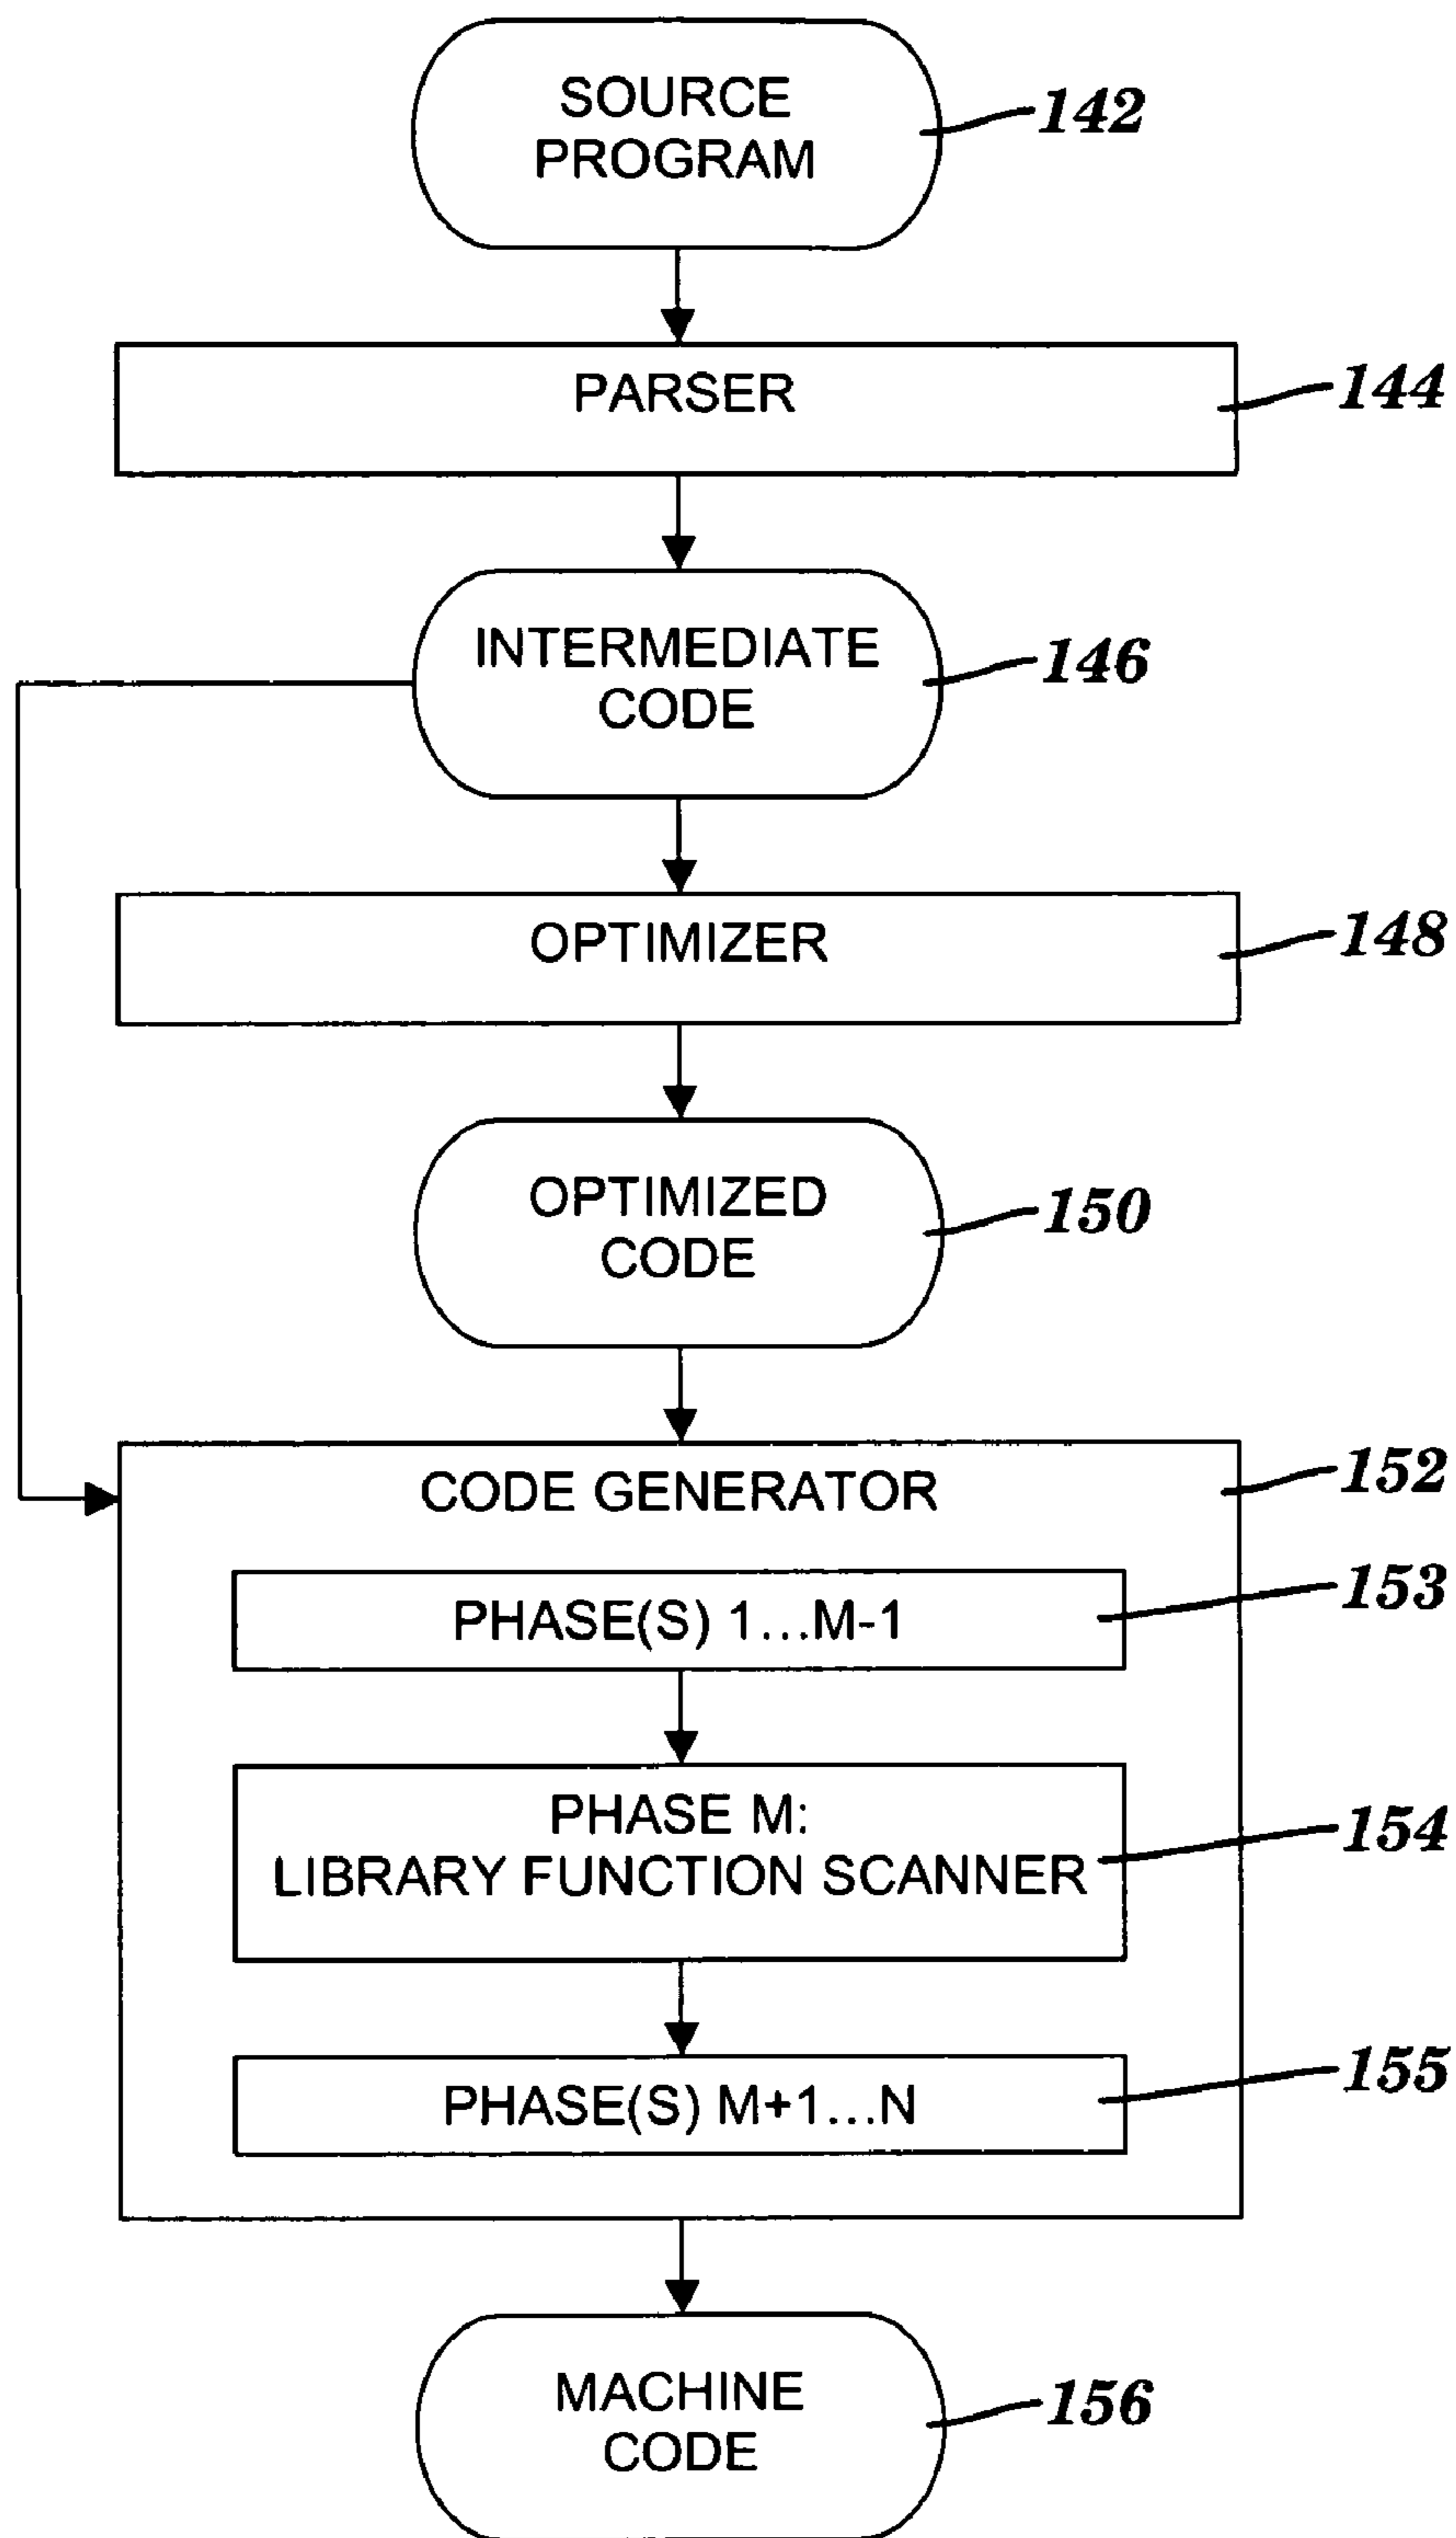 SOURCE
PROGRAM
142
PARSER
144
INTERMEDIATE
CODE
146
OPTIMIZER
148
OPTIMIZED
CODE
150
CODE GENERATOR
152
PHASE(S) 1...M-1
153
PHASE M:
LIBRARY FUNCTION SCANNER
154
PHASE(S) M+1...N
155
MACHINE
CODE
156